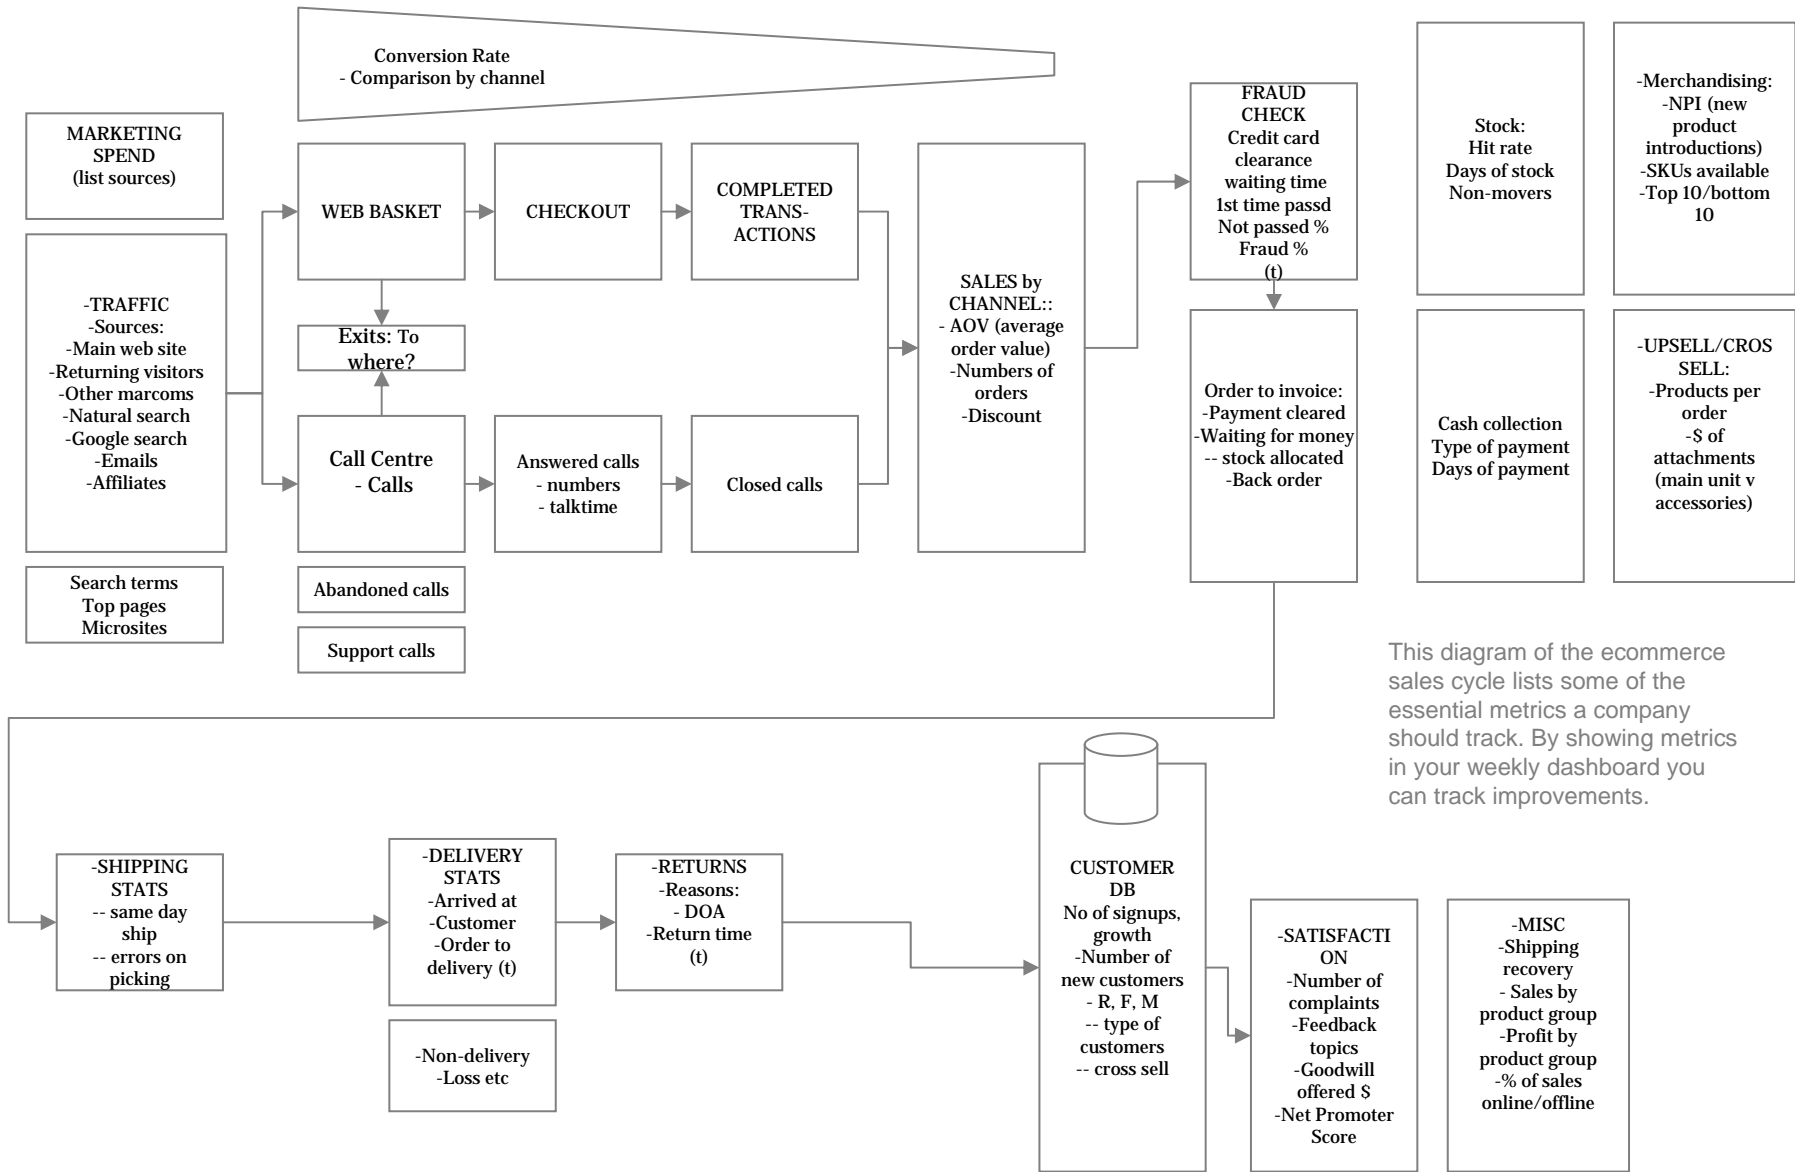 Conversion Rate
- Comparison by channel
MARKETING
SPEND
(list sources)
-TRAFFIC
-Sources:
-Main web site
-Returning visitors
-Other marcoms
-Natural search
-Google search
-Emails
-Affiliates
Search terms
Top pages
Microsites
WEB BASKET
CHECKOUT
COMPLETED
TRANS-
ACTIONS
Exits: To
where?
Call Centre
- Calls
Answered calls
- numbers
- talktime
Closed calls
Abandoned calls
Support calls
SALES by
CHANNEL::
- AOV (average
order value)
-Numbers of
orders
-Discount
FRAUD
CHECK
Credit card
clearance
waiting time
1st time passd
Not passed %
Fraud %
(t)
Order to invoice:
-Payment cleared
-Waiting for money
-- stock allocated
-Back order
Stock:
Hit rate
Days of stock
Non-movers
-Merchandising:
-NPI (new
product
introductions)
-SKUs available
-Top 10/bottom
10
Cash collection
Type of payment
Days of payment
-UPSELL/CROS
SELL:
-Products per
order
-$ of
attachments
(main unit v
accessories)
This diagram of the ecommerce
sales cycle lists some of the
essential metrics a company
should track. By showing metrics
in your weekly dashboard you
can track improvements.
-SHIPPING
STATS
-- same day
ship
-- errors on
picking
-DELIVERY
STATS
-Arrived at
-Customer
-Order to
delivery (t)
-Non-delivery
-Loss etc
-RETURNS
-Reasons:
- DOA
-Return time
(t)
CUSTOMER
DB
No of signups,
growth
-Number of
new customers
- R, F, M
-- type of
customers
-- cross sell
-SATISFACTI
ON
-Number of
complaints
-Feedback
topics
-Goodwill
offered $
-Net Promoter
Score
-MISC
-Shipping
recovery
- Sales by
product group
-Profit by
product group
-% of sales
online/offline